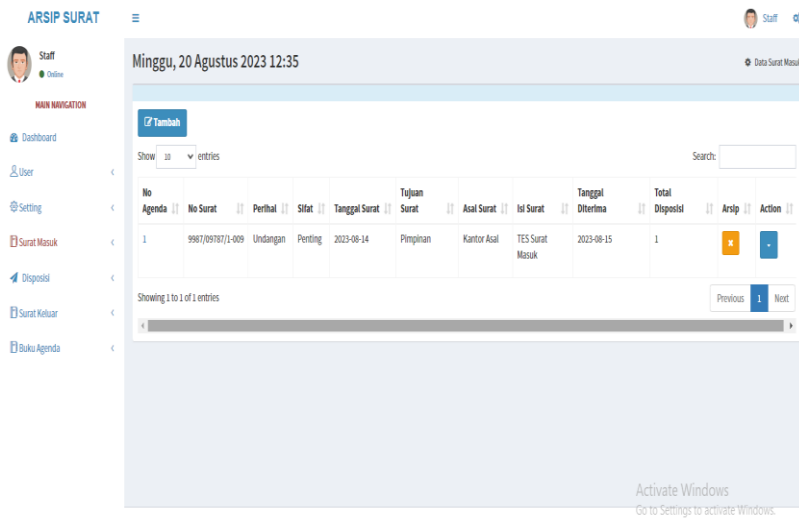 ARSIP SURAT
Staff
Staff
Online
Minggu, 20 Agustus 2023 12:35
Data Surat Masuk
MAIN NAVIGATION
Dashboard
User
Setting
Surat Masuk
Disposisi
Surat Keluar
Buku Agenda
Tambah
Show 10 entries
Search:
No Agenda No Surat Perihal Sifat Tanggal Surat Tujuan Surat Asal Surat Isi Surat Tanggal Diterima Total Disposisi Arsip Action
1 9987/09787/1-009 Undangan Penting 2023-08-14 Pimpinan Kantor Asal TES Surat Masuk 2023-08-15 1 x
Showing 1 to 1 of 1 entries
Previous 1 Next
Activate Windows
Go to Settings to activate Windows.